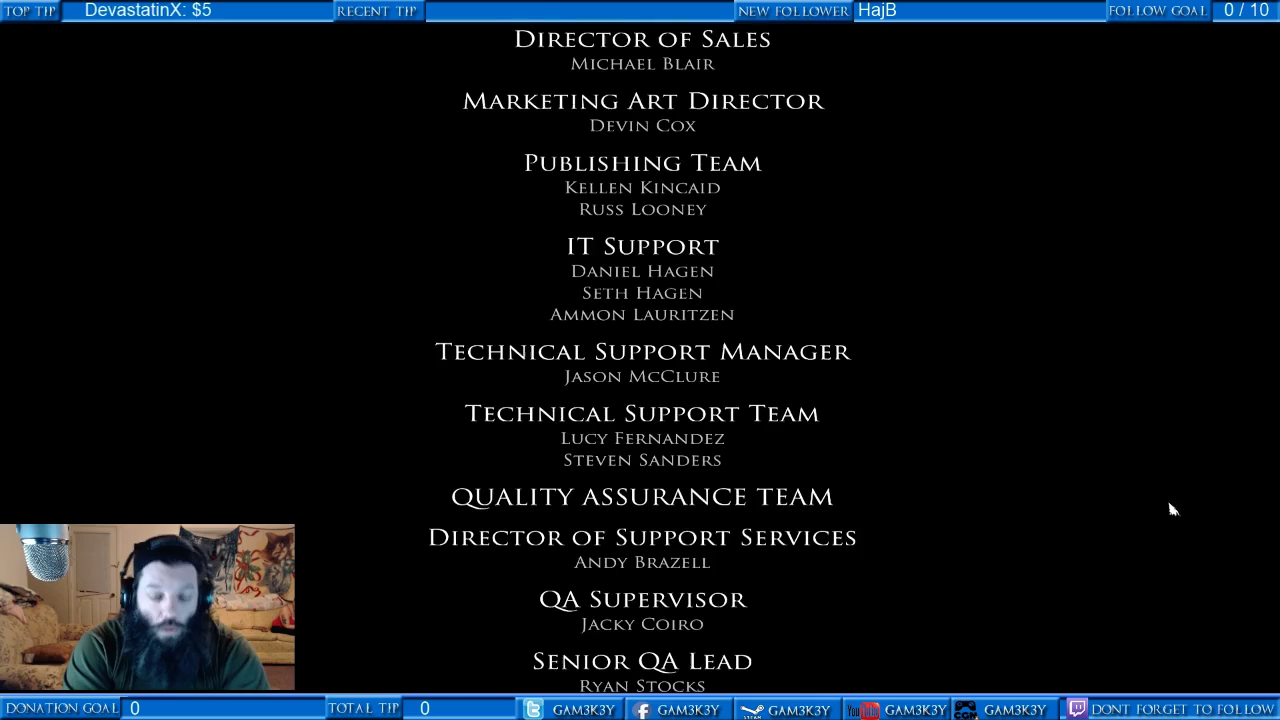 TOP TIP DevastatinX: $5 RECENT TIP NEW FOLLOWER HajB FOLLOW GOAL 0 / 10
Director of Sales
Michael Blair
Marketing Art Director
Devin Cox
Publishing Team
Kellen Kincaid
Russ Looney
IT Support
Daniel Hagen
Seth Hagen
Ammon Lauritzen
Technical Support Manager
Jason McClure
Technical Support Team
Lucy Fernandez
Steven Sanders
QUALITY ASSURANCE TEAM
Director of Support Services
Andy Brazell
QA Supervisor
Jacky Coiro
Senior QA Lead
Ryan Stocks
DONATION GOAL 0 TOTAL TIP 0 GAM3K3Y GAM3K3Y STEAM GAM3K3Y YouTube GAM3K3Y CGM GAM3K3Y DONT FORGET TO FOLLOW